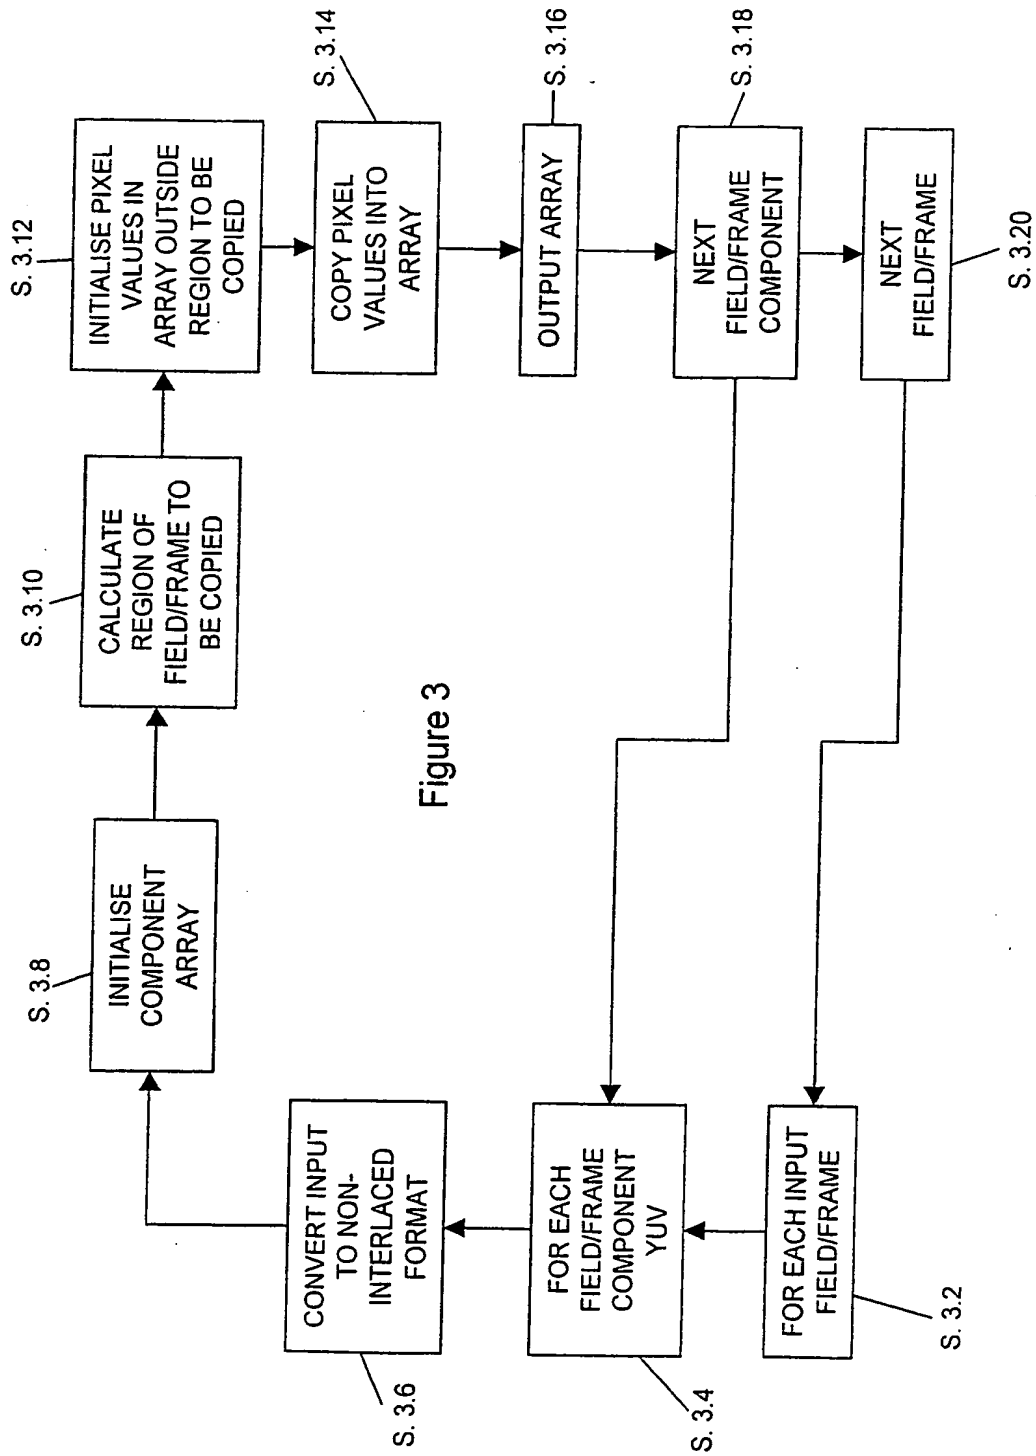 S. 3.2
FOR EACH INPUT
FIELD/FRAME
S. 3.4
FOR EACH
FIELD/FRAME
COMPONENT
YUV
S. 3.6
CONVERT INPUT
TO NON-
INTERLACED
FORMAT
S. 3.8
INITIALISE
COMPONENT
ARRAY
S. 3.10
CALCULATE
REGION OF
FIELD/FRAME TO
BE COPIED
S. 3.12
INITIALISE PIXEL
VALUES IN
ARRAY OUTSIDE
REGION TO BE
COPIED
S. 3.14
COPY PIXEL
VALUES INTO
ARRAY
S. 3.16
OUTPUT ARRAY
S. 3.18
NEXT
FIELD/FRAME
COMPONENT
NEXT
FIELD/FRAME
S. 3.20
Figure 3